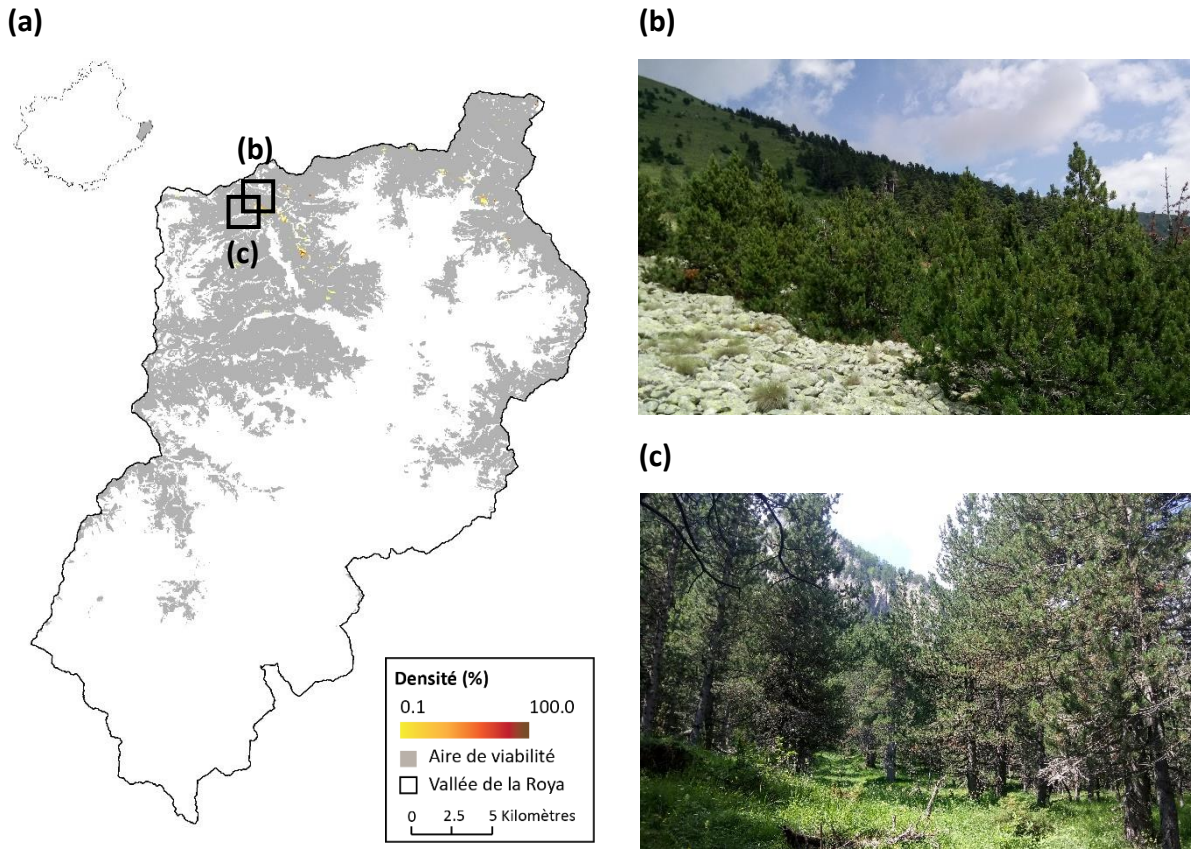 (a)
(b)
(b)
(c)
(c)
Densité (%)
0.1 100.0
Aire de viabilité
Vallée de la Roya
0 2.5 5 Kilomètres